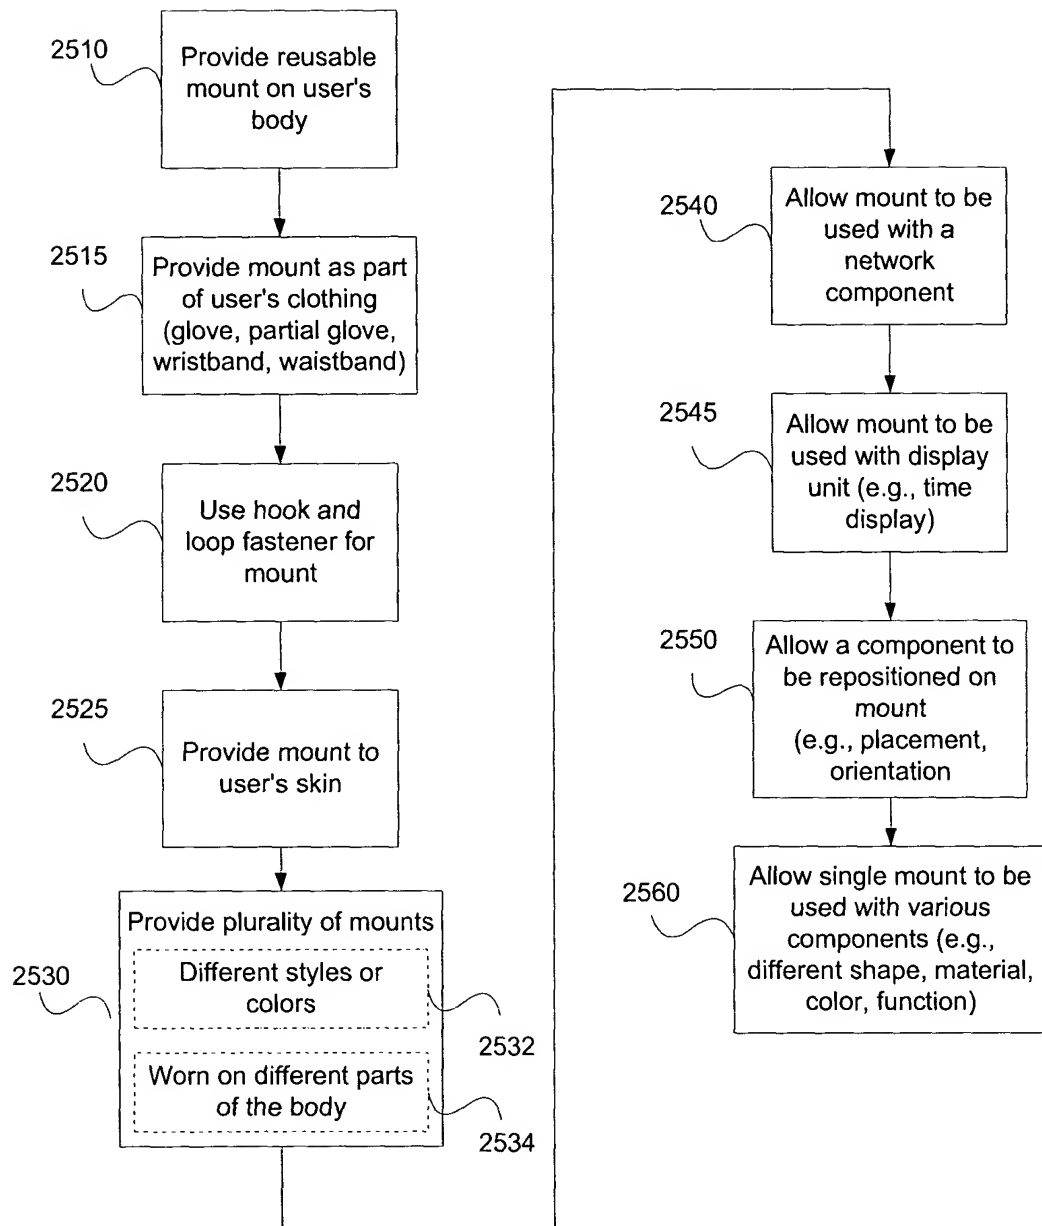 2510
Provide reusable
mount on user's
body
2515
Provide mount as part
of user's clothing
(glove, partial glove,
wristband, waistband)
2520
Use hook and
loop fastener for
mount
2525
Provide mount to
user's skin
2530
Provide plurality of mounts
Different styles or
colors
2532
Worn on different parts
of the body
2534
2540
Allow mount to be
used with a
network
component
2545
Allow mount to be
used with display
unit (e.g., time
display)
2550
Allow a component to
be repositioned on
mount
(e.g., placement,
orientation
2560
Allow single mount to be
used with various
components (e.g.,
different shape, material,
color, function)